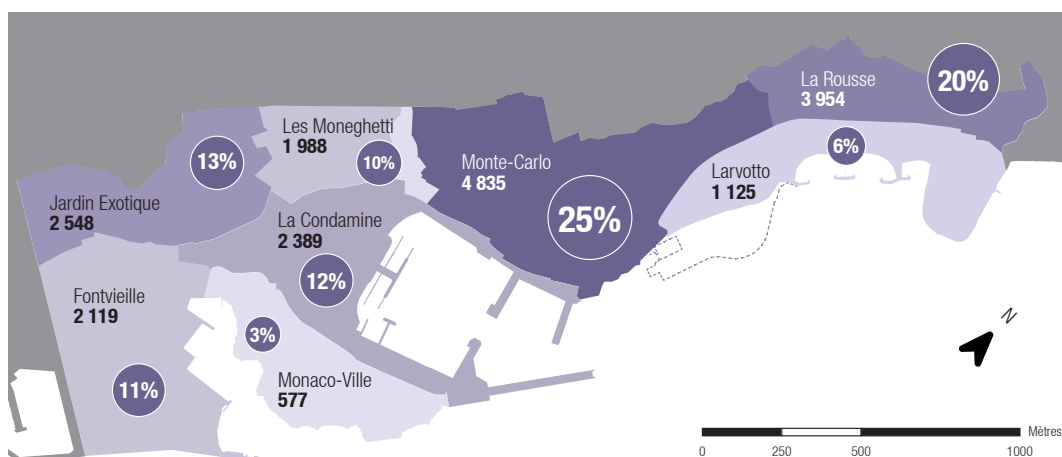 La Rousse
3 954
20%
Les Moneghetti
1 988
10%
13%
Monte-Carlo
4 835
25%
6%
Larvotto
1 125
Jardin Exotique
2 548
La Condamine
2 389
12%
Fontvieille
2 119
11%
3%
Monaco-Ville
577
N
Mètres
0 250 500 1000